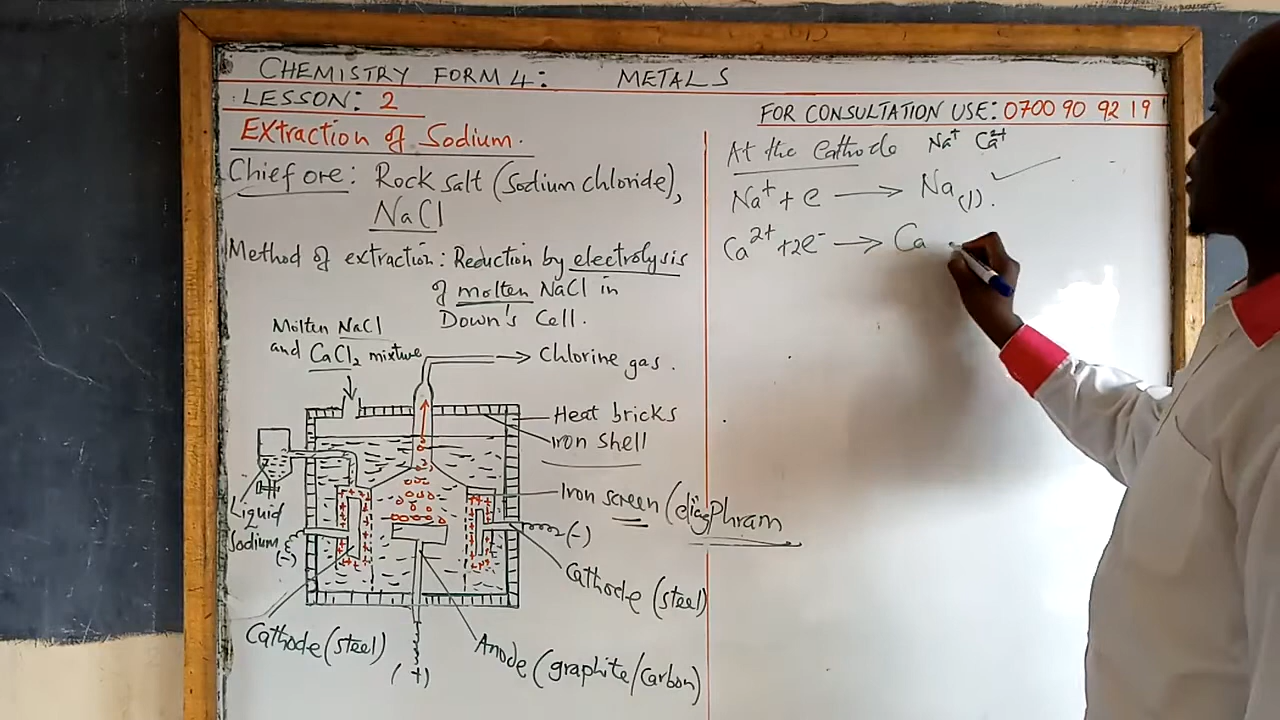 CHEMISTRY FORM 4: METALS
LESSON: 2
FOR CONSULTATION USE: 0700 90 92 19
Extraction of Sodium.
Chief ore: Rock salt (Sodium chloride),
NaCl
Method of extraction: Reduction by electrolysis
of molten NaCl in
Down's Cell.
Molten NaCl
and CaCl₂ mixture
Chlorine gas.
Heat bricks
Iron shell
Iron screen (diaphram
Liquid
Sodium
(-)
(-)
Cathode (steel)
Cathode (steel)
Anode (graphite/carbon)
(+)
At the Cathode Na⁺ Ca²⁺
Na⁺ + e → Na(l).
Ca²⁺ + 2e⁻ → Ca